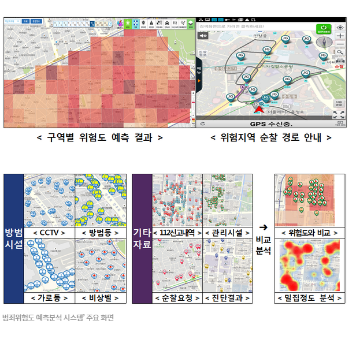 GPS 수신중.
< 구역별 위험도 예측 결과 >
< 위험지역 순찰 경로 안내 >
방범
시설
< CCTV >
< 방범등 >
< 가로등 >
< 비상벨 >
기타
자료
< 112신고내역 >
< 관리시설 >
< 순찰요청 >
< 진단결과 >
비교
분석
< 위험도와 비교 >
< 밀집정도 분석 >
범죄위험도 예측분석 시스템' 주요 화면